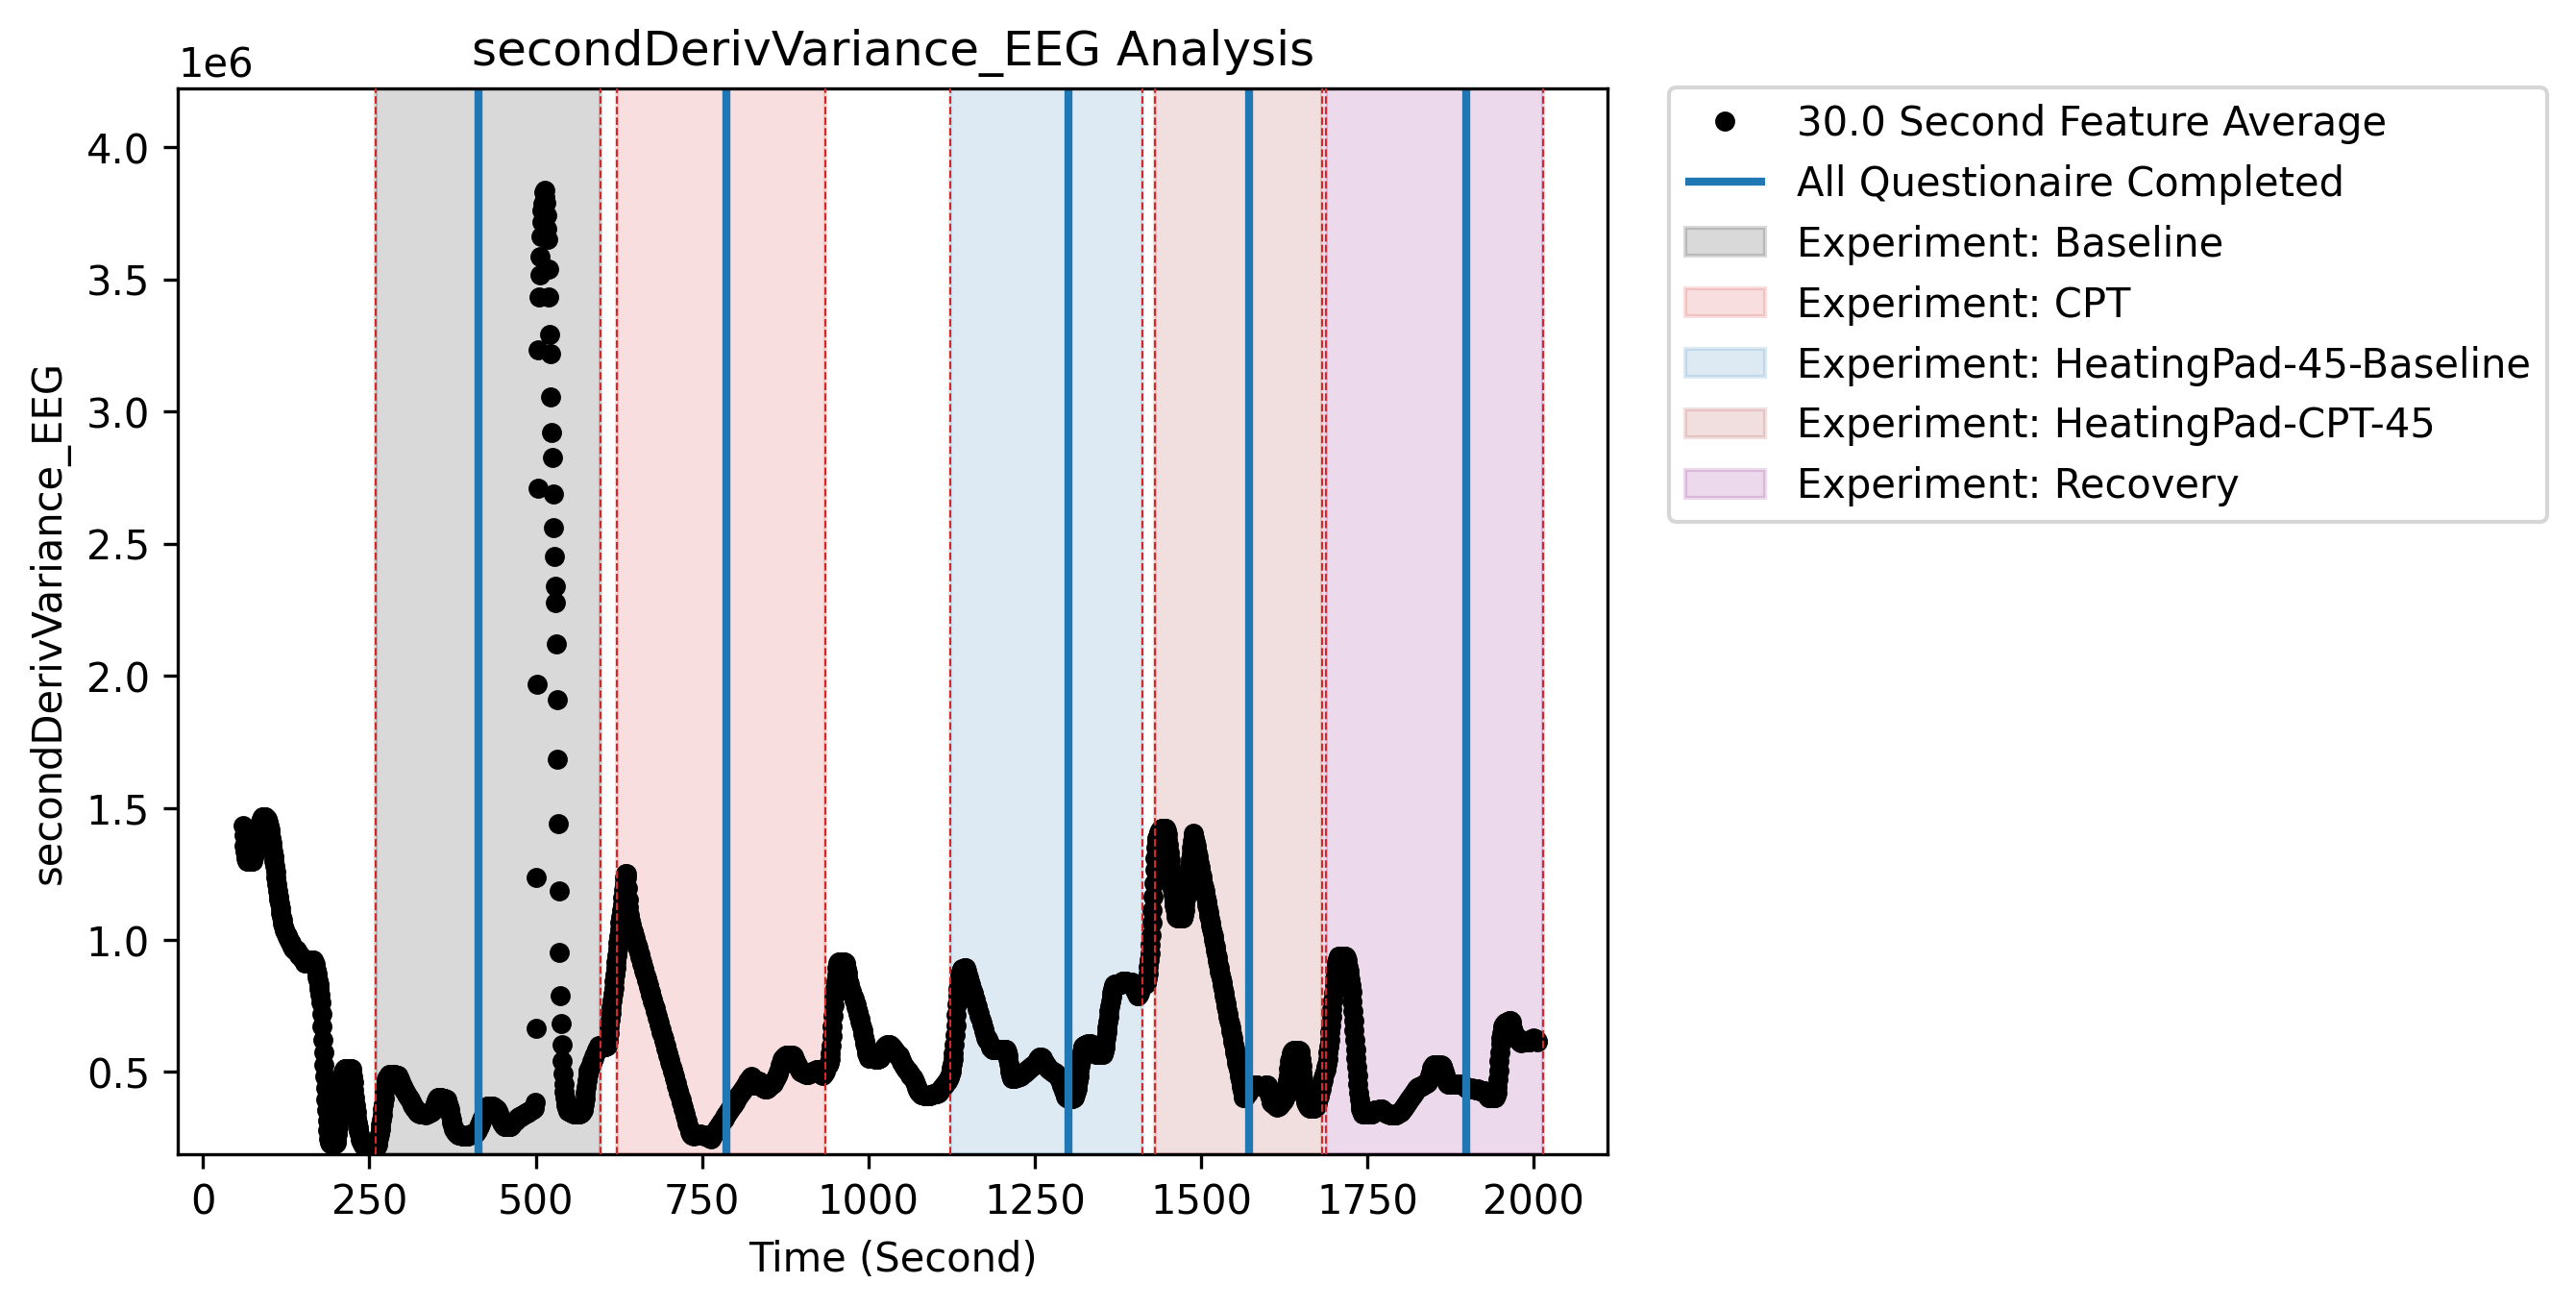 secondDerivVariance_EEG Analysis
1e6
4.0
3.5
3.0
2.5
2.0
1.5
1.0
0.5
secondDerivVariance_EEG
0 250 500 750 1000 1250 1500 1750 2000
Time (Second)
30.0 Second Feature Average
All Questionaire Completed
Experiment: Baseline
Experiment: CPT
Experiment: HeatingPad-45-Baseline
Experiment: HeatingPad-CPT-45
Experiment: Recovery